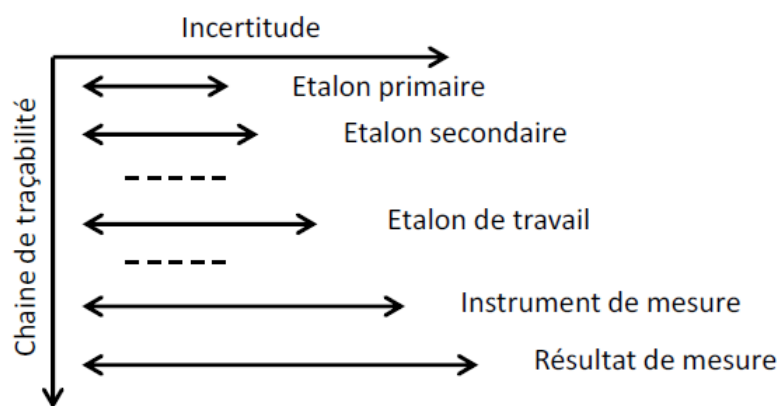 Incertitude
Chaine de traçabilité
Etalon primaire
Etalon secondaire
Etalon de travail
Instrument de mesure
Résultat de mesure